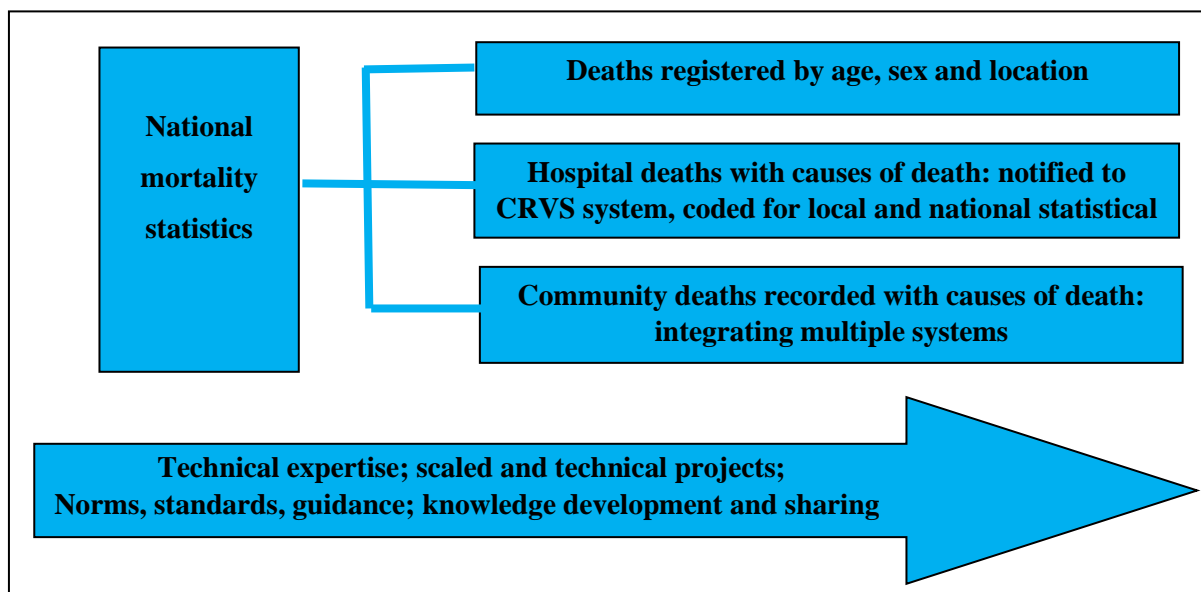 National
mortality
statistics
Deaths registered by age, sex and location
Hospital deaths with causes of death: notified to
CRVS system, coded for local and national statistical
Community deaths recorded with causes of death:
integrating multiple systems
Technical expertise; scaled and technical projects;
Norms, standards, guidance; knowledge development and sharing